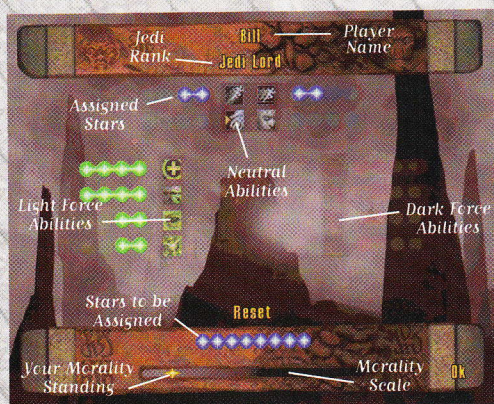 Jedi
Rank
Bill
Player
Name
Jedi Lord
Assigned
Stars
Neutral
Abilities
Light Force
Abilities
Dark Force
Abilities
Stars to be
Assigned
Reset
Your Morality
Standing
Morality
Scale
Ok